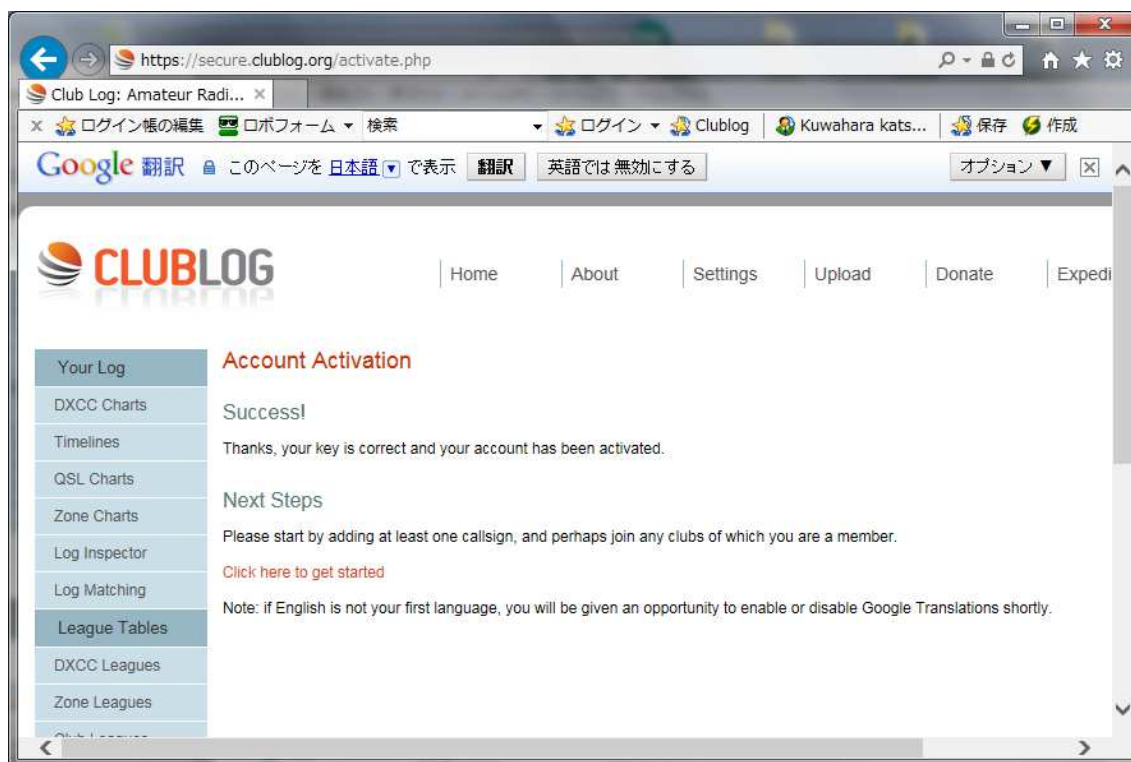 https://secure.clublog.org/activate.php
Club Log: Amateur Radi...
ログイン帳の編集 ロボフォーム 検索 ログイン Clublog Kuwahara kats... 保存 作成
Google 翻訳 このページを 日本語 で表示 翻訳 英語では無効にする オプション ▼
CLUBLOG
Home About Settings Upload Donate Expedi
Your Log
DXCC Charts
Timelines
QSL Charts
Zone Charts
Log Inspector
Log Matching
League Tables
DXCC Leagues
Zone Leagues
Account Activation
Success!
Thanks, your key is correct and your account has been activated.
Next Steps
Please start by adding at least one callsign, and perhaps join any clubs of which you are a member.
Click here to get started
Note: if English is not your first language, you will be given an opportunity to enable or disable Google Translations shortly.